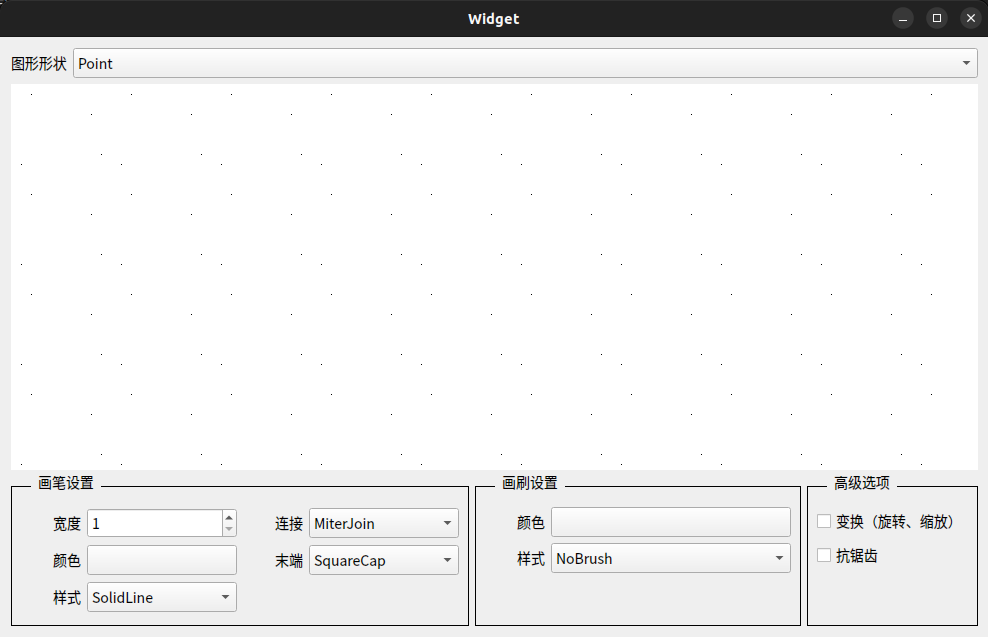 Widget
图形形状 Point
画笔设置 画刷设置 高级选项
宽度 1 连接 MiterJoin 颜色 变换（旋转、缩放）
颜色 末端 SquareCap 样式 NoBrush 抗锯齿
样式 SolidLine